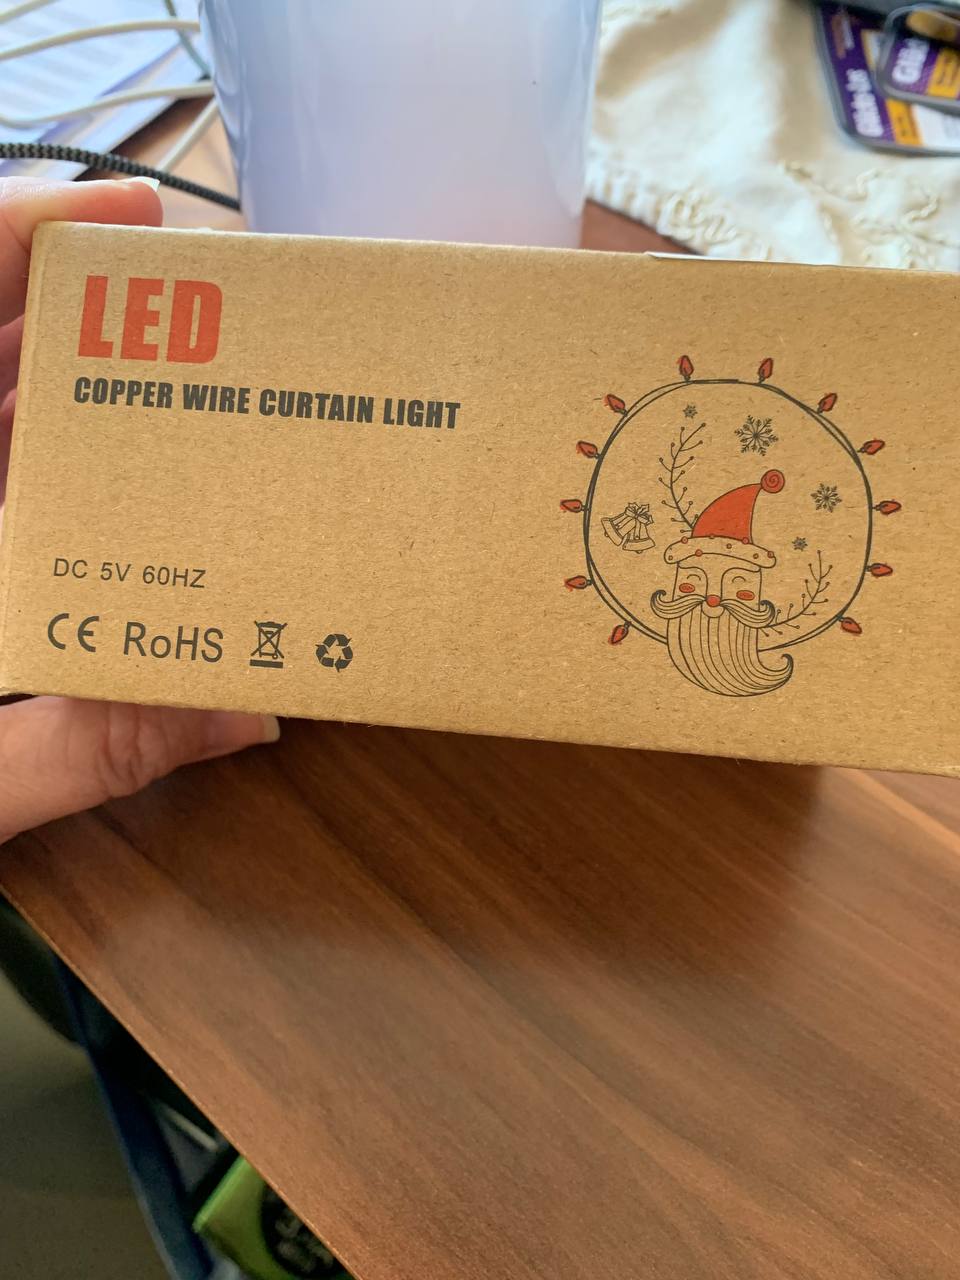 LED
COPPER WIRE CURTAIN LIGHT
DC 5V 60HZ
CE RoHS